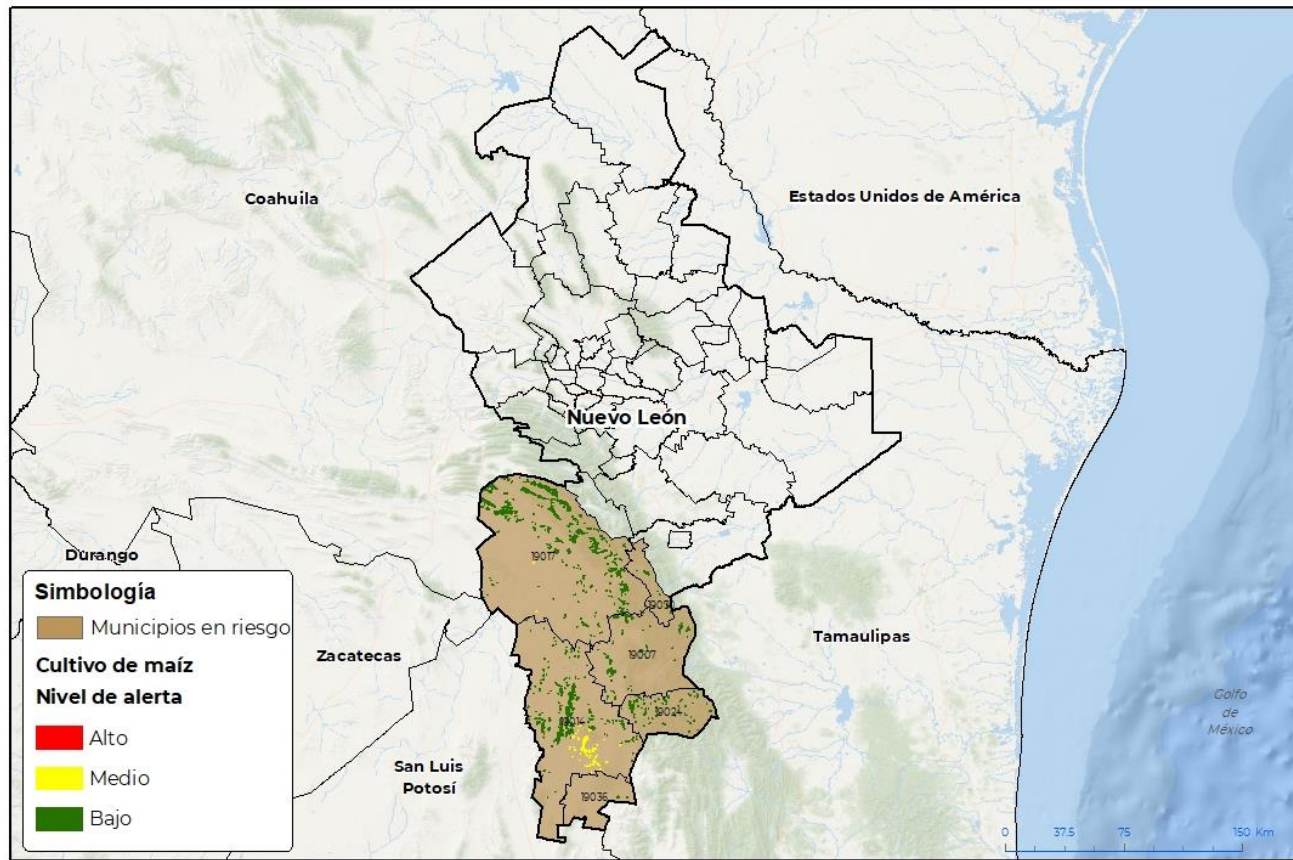 Coahuila
Estados Unidos de América
Nuevo León
Durango
19017
Simbología
Municipios en riesgo
Tamaulipas
Zacatecas
19007
Cultivo de maíz
Nivel de alerta
19024
19014
Golfo
de
México
Alto
Medio
San Luis
Potosí
19036
Bajo
0 37.5 75 150 Km